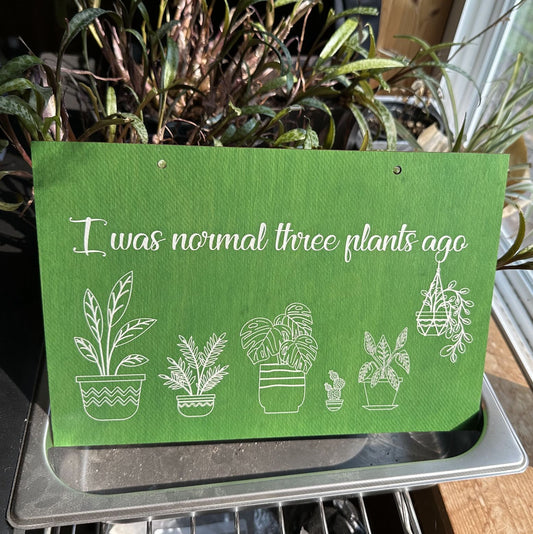 I was normal three plants ago